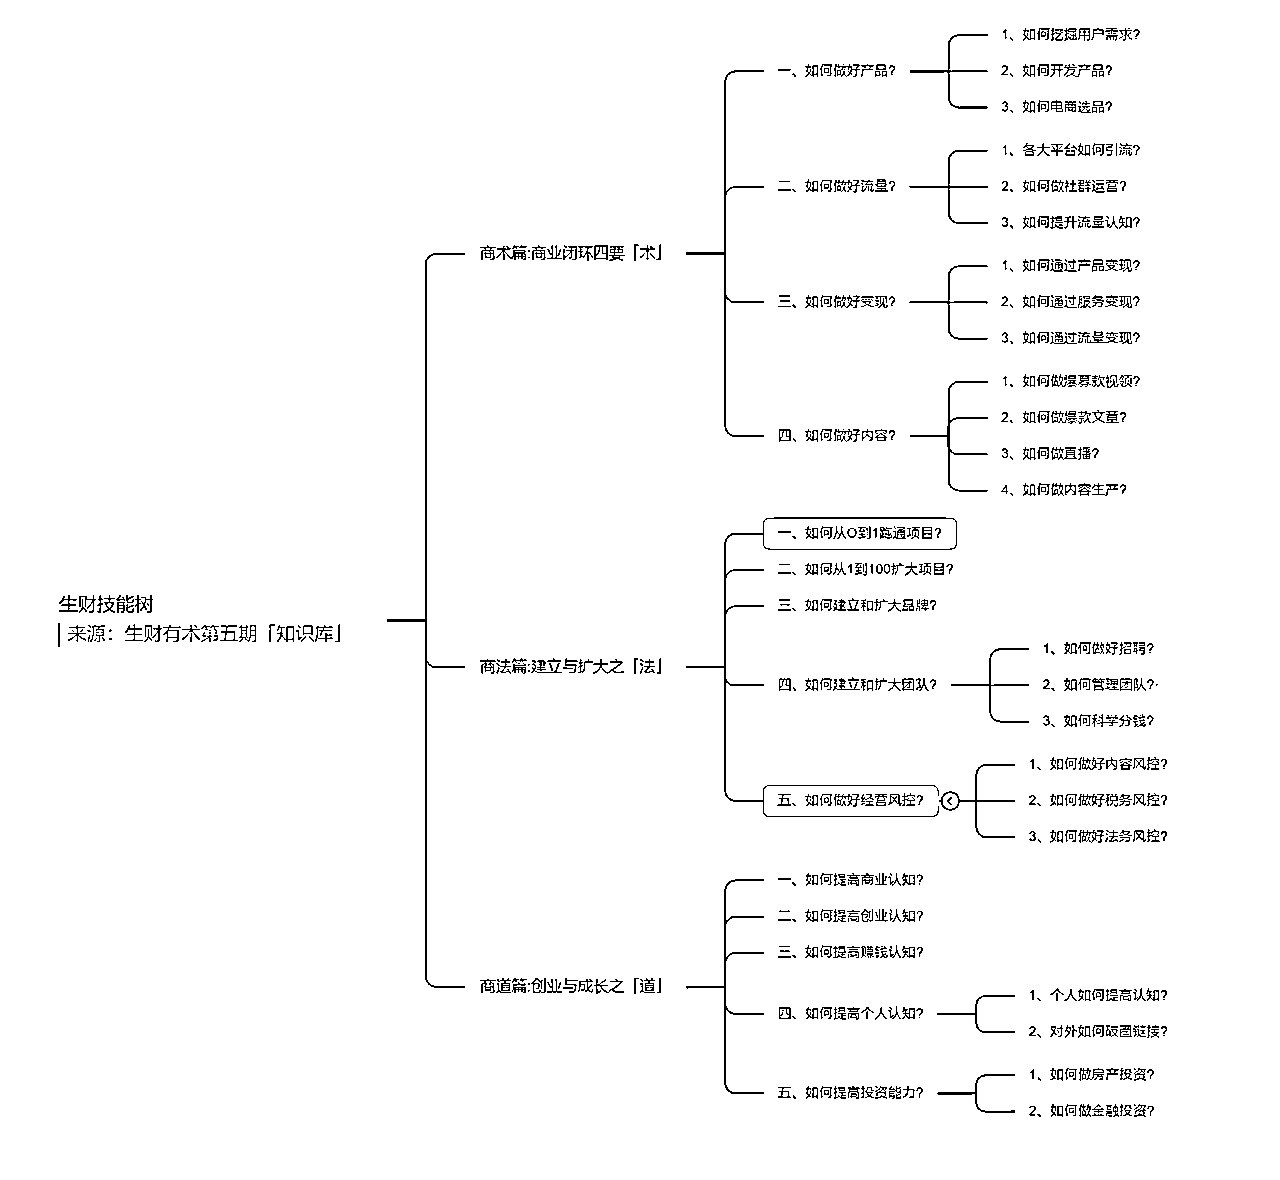 生财技能树
来源：生财有术第五期「知识库」
商术篇:商业闭环四要「术」
一、如何做好产品?
1、如何挖掘用户需求?
2、如何开发产品?
3、如何电商选品?
二、如何做好流量?
1、各大平台如何引流?
2、如何做社群运营?
3、如何提升流量认知?
三、如何做好变现?
1、如何通过产品变现?
2、如何通过服务变现?
3、如何通过流量变现?
四、如何做好内容?
1、如何做爆款视频?
2、如何做爆款文章?
3、如何做直播?
4、如何做内容生产?
商法篇:建立与扩大之「法」
一、如何从0到1跑通项目?
二、如何从1到100扩大项目?
三、如何建立和扩大品牌?
四、如何建立和扩大团队?
1、如何做好招聘?
2、如何管理团队?
3、如何科学分钱?
五、如何做好经营风控?
1、如何做好内容风控?
2、如何做好税务风控?
3、如何做好法务风控?
商道篇:创业与成长之「道」
一、如何提高商业认知?
二、如何提高创业认知?
三、如何提高赚钱认知?
四、如何提高个人认知?
1、个人如何提高认知?
2、对外如何破圈链接?
五、如何提高投资能力?
1、如何做房产投资?
2、如何做金融投资?